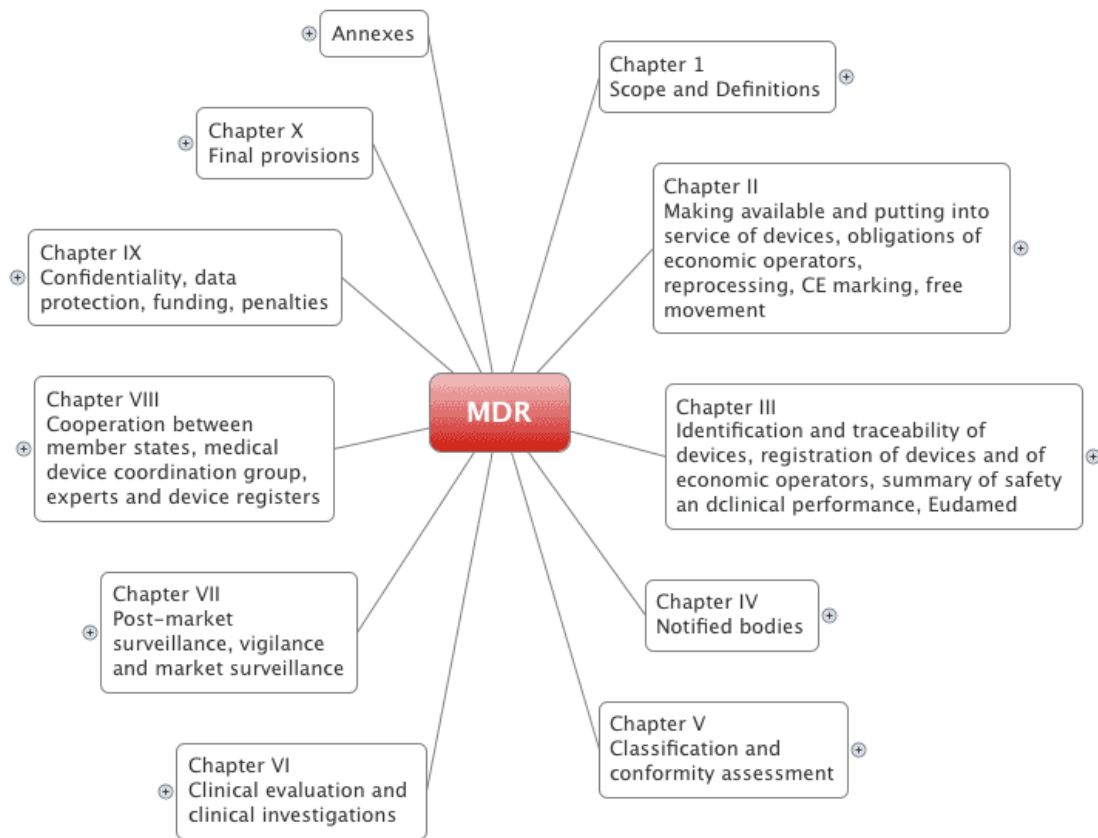 Annexes
Chapter 1
Scope and Definitions
Chapter X
Final provisions
Chapter II
Making available and putting into
service of devices, obligations of
economic operators,
reprocessing, CE marking, free
movement
Chapter IX
Confidentiality, data
protection, funding, penalties
MDR
Chapter VIII
Cooperation between
member states, medical
device coordination group,
experts and device registers
Chapter III
Identification and traceability of
devices, registration of devices and of
economic operators, summary of safety
an dclinical performance, Eudamed
Chapter VII
Post-market
surveillance, vigilance
and market surveillance
Chapter IV
Notified bodies
Chapter V
Classification and
conformity assessment
Chapter VI
Clinical evaluation and
clinical investigations